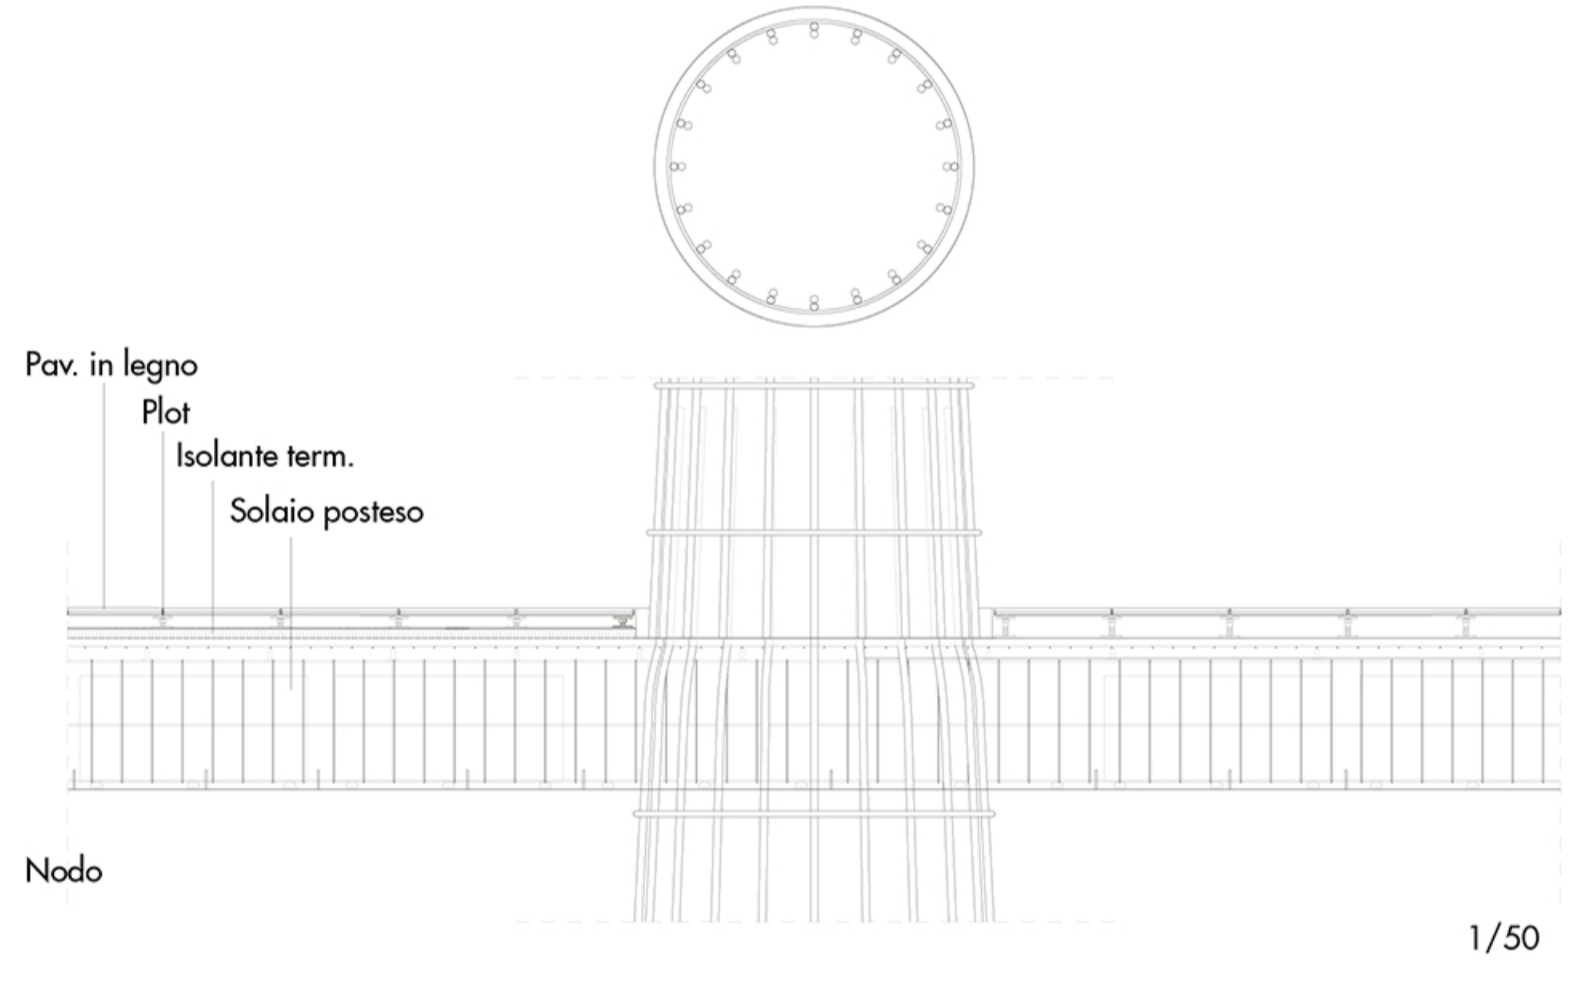 Pav. in legno
Plot
Isolante term.
Solaio posteso
Nodo
1/50